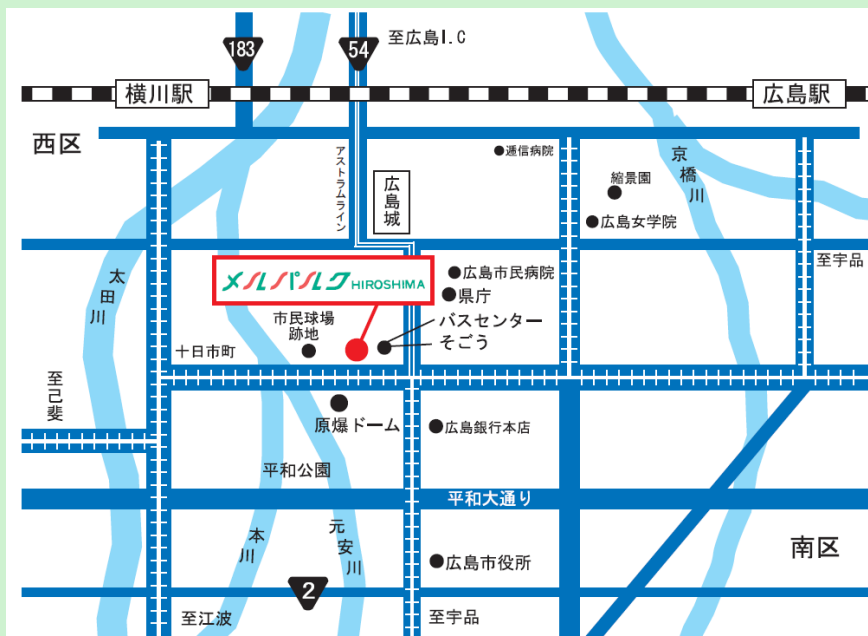 至広島I.C
183
54
横川駅
広島駅
西区
アストラムライン
広島城
逓信病院
縮景園
京橋川
広島女学院
至宇品
太田川
メルパルク HIROSHIMA
広島市民病院
県庁
バスセンター
そごう
市民球場
跡地
十日市町
至己斐
原爆ドーム
広島銀行本店
平和公園
平和大通り
本川
元安川
広島市役所
南区
2
至江波
至宇品